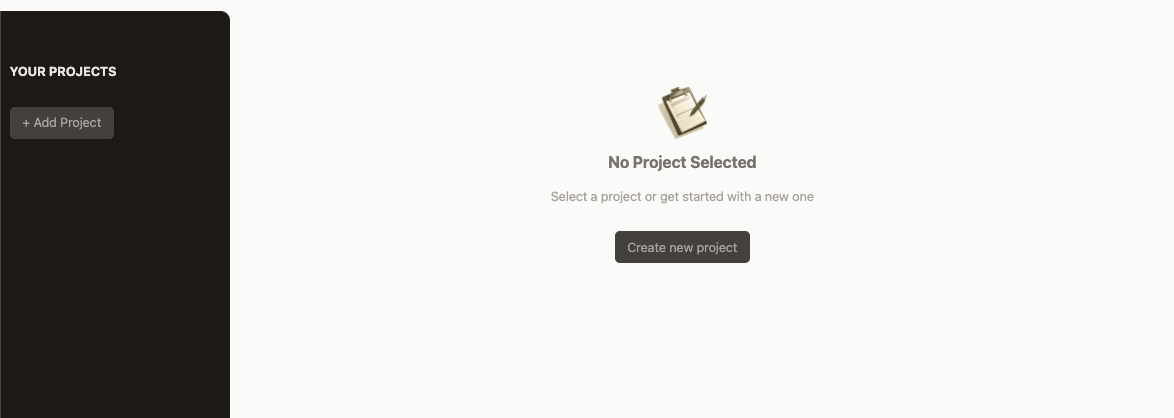 YOUR PROJECTS
+ Add Project
No Project Selected
Select a project or get started with a new one
Create new project